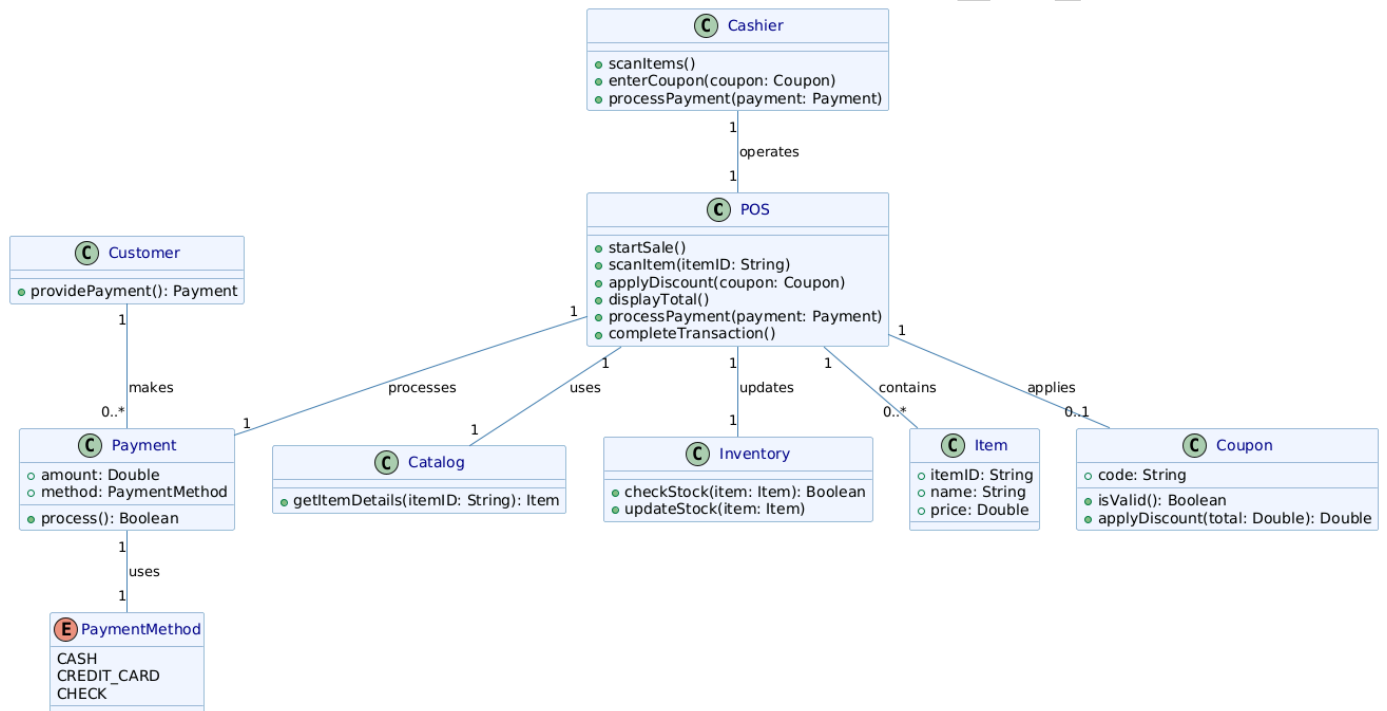 C Cashier
scanItems()
enterCoupon(coupon: Coupon)
processPayment(payment: Payment)
1
operates
1
C POS
startSale()
scanItem(itemID: String)
applyDiscount(coupon: Coupon)
displayTotal()
processPayment(payment: Payment)
completeTransaction()
C Customer
providePayment(): Payment
1
makes
0..*
1
processes
1
1
uses
1
1
updates
1
1
contains
0..*
1
applies
0..1
C Payment
amount: Double
method: PaymentMethod
process(): Boolean
C Catalog
getItemDetails(itemID: String): Item
C Inventory
checkStock(item: Item): Boolean
updateStock(item: Item)
C Item
itemID: String
name: String
price: Double
C Coupon
code: String
isValid(): Boolean
applyDiscount(total: Double): Double
1
uses
1
E PaymentMethod
CASH
CREDIT_CARD
CHECK